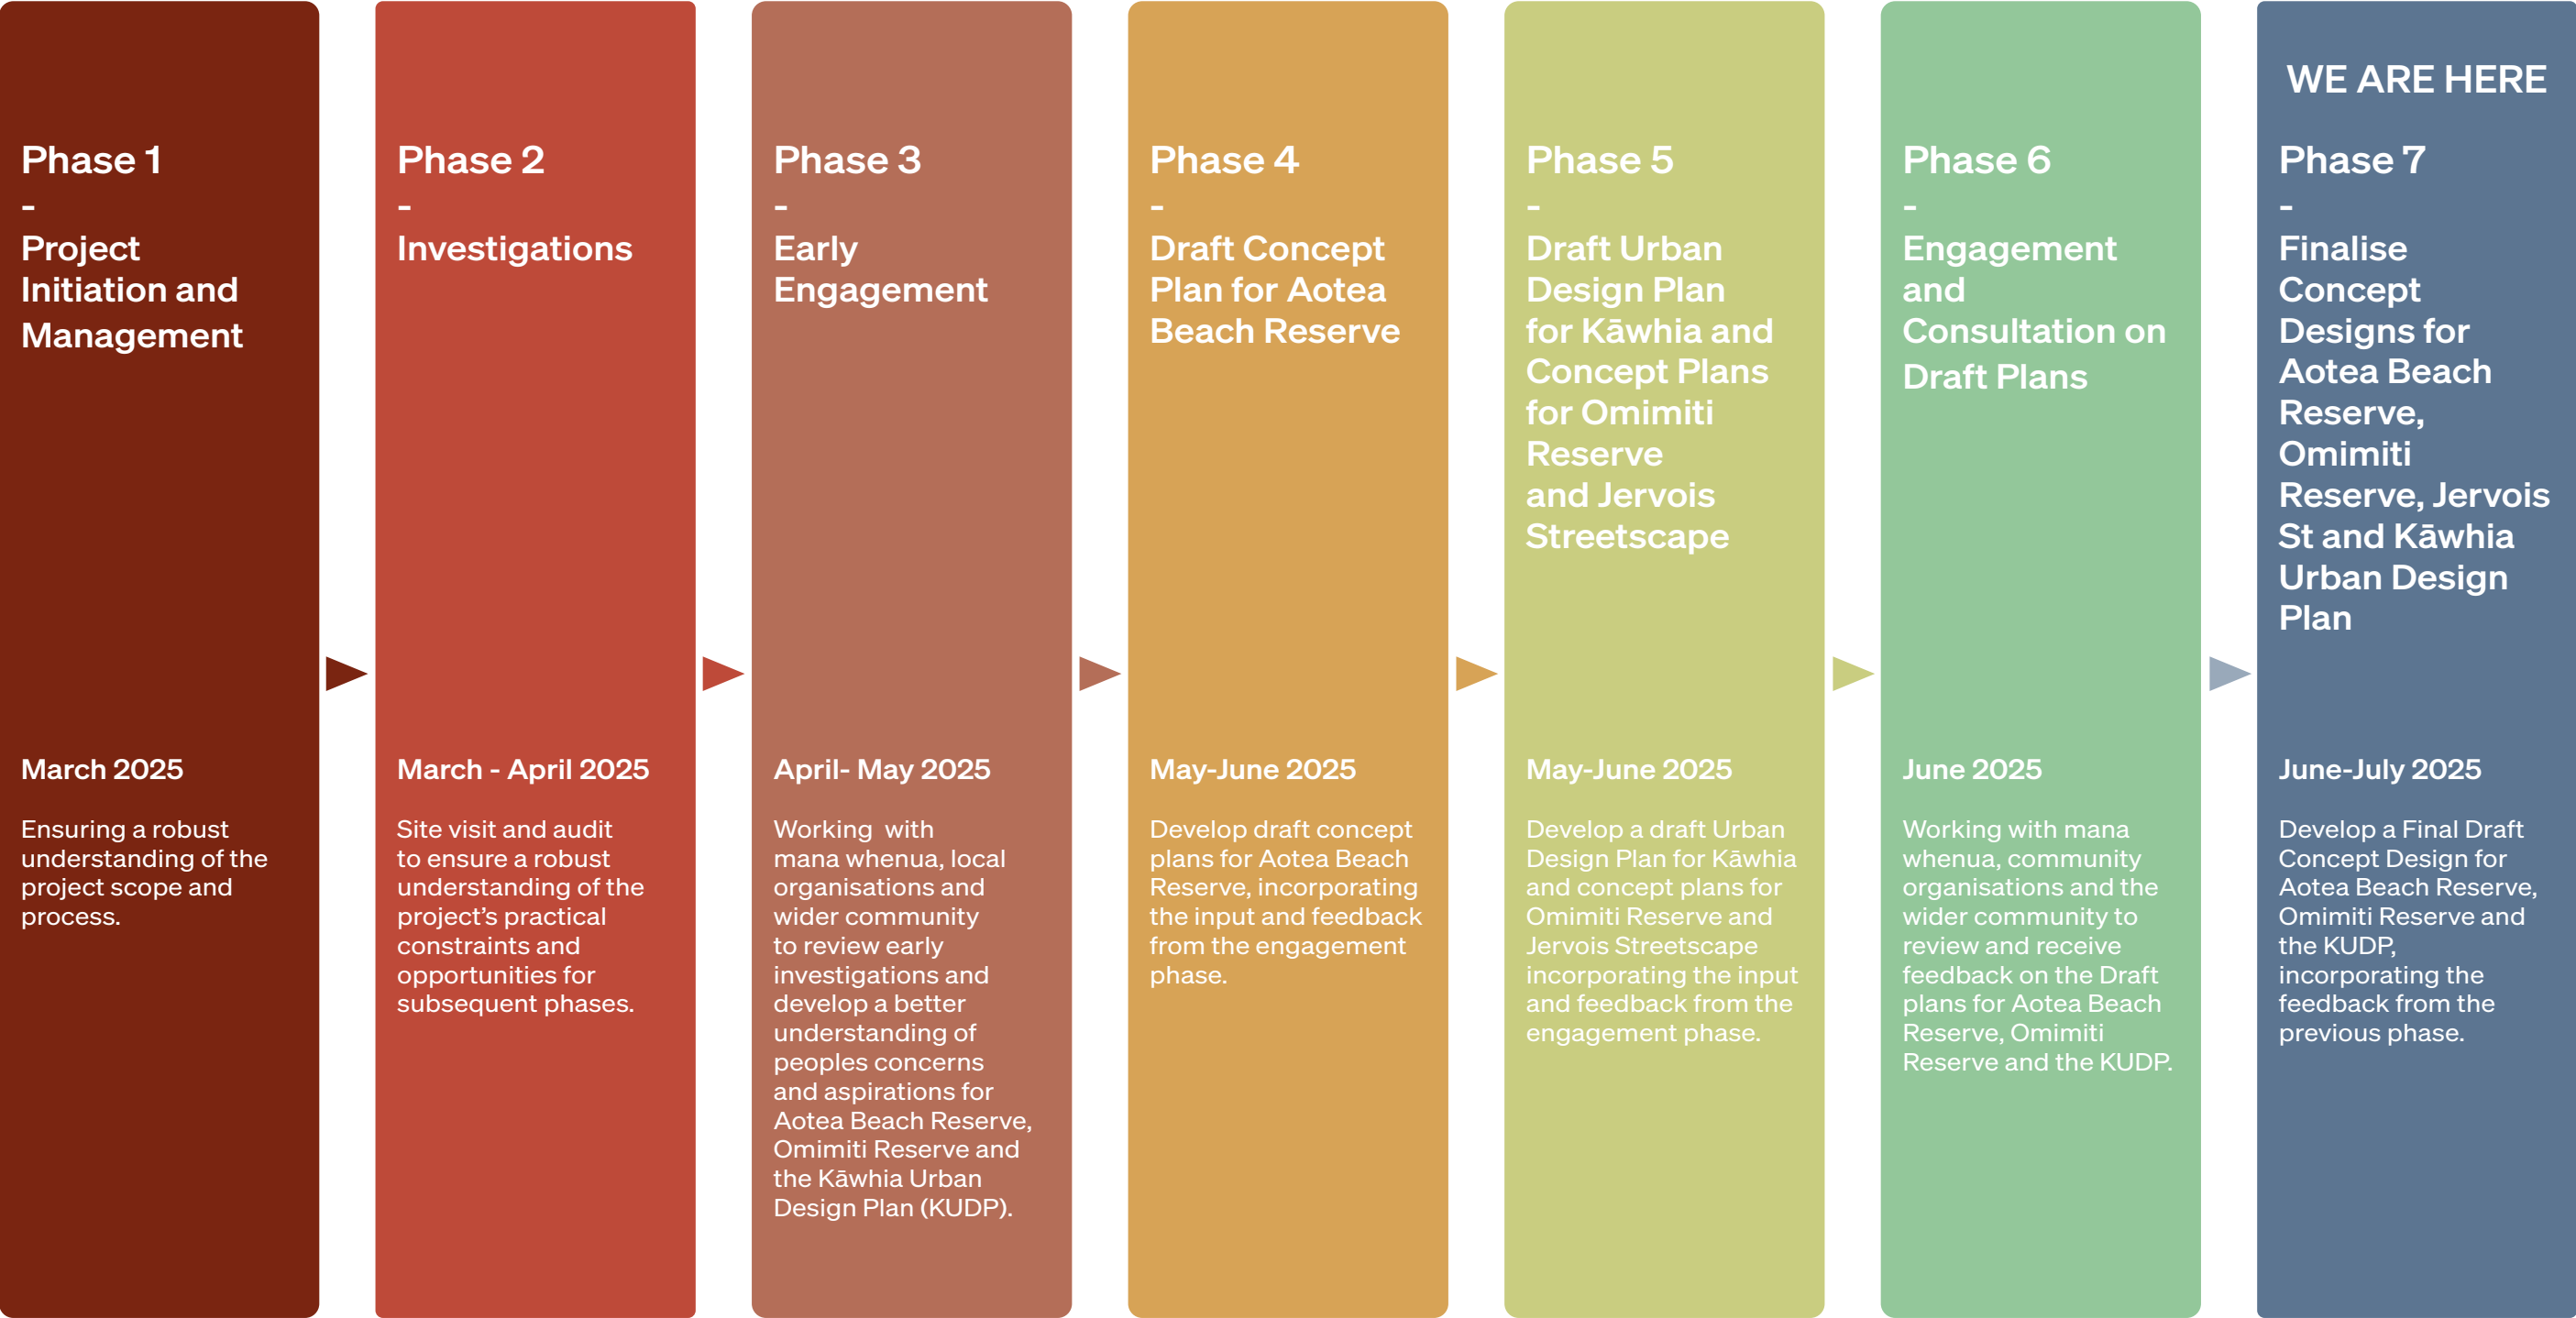 Phase 1
-
Project
Initiation and
Management
March 2025
Ensuring a robust
understanding of the
project scope and
process.
Phase 2
-
Investigations
March - April 2025
Site visit and audit
to ensure a robust
understanding of the
project’s practical
constraints and
opportunities for
subsequent phases.
Phase 3
-
Early
Engagement
April- May 2025
Working  with
mana whenua, local
organisations and
wider community
to review early
investigations and
develop a better
understanding of
peoples concerns
and aspirations for
Aotea Beach Reserve,
Omimiti Reserve and
the Kāwhia Urban
Design Plan (KUDP).
Phase 4
-
Draft Concept
Plan for Aotea
Beach Reserve
May-June 2025
Develop draft concept
plans for Aotea Beach
Reserve, incorporating
the input and feedback
from the engagement
phase.
Phase 5
-
Draft Urban
Design Plan
for Kāwhia and
Concept Plans
for Omimiti
Reserve
and Jervois
Streetscape
May-June 2025
Develop a draft Urban
Design Plan for Kāwhia
and concept plans for
Omimiti Reserve and
Jervois Streetscape
incorporating the input
and feedback from the
engagement phase.
Phase 6
-
Engagement
and
Consultation on
Draft Plans
June 2025
Working with mana
whenua, community
organisations and the
wider community to
review and receive
feedback on the Draft
plans for Aotea Beach
Reserve, Omimiti
Reserve and the KUDP.
WE ARE HERE
Phase 7
-
Finalise
Concept
Designs for
Aotea Beach
Reserve,
Omimiti
Reserve, Jervois
St and Kāwhia
Urban Design
Plan
June-July 2025
Develop a Final Draft
Concept Design for
Aotea Beach Reserve,
Omimiti Reserve and
the KUDP,
incorporating the
feedback from the
previous phase.